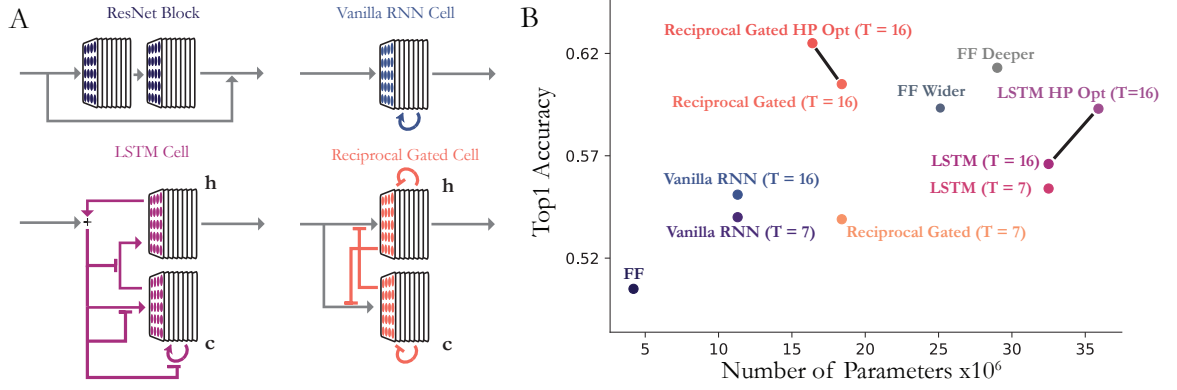 A
ResNet Block
Vanilla RNN Cell
LSTM Cell
Reciprocal Gated Cell
h
h
+
c
c
B
Top1 Accuracy
0.62
0.57
0.52
Reciprocal Gated HP Opt (T = 16)
FF Deeper
Reciprocal Gated (T = 16)
FF Wider
LSTM HP Opt (T=16)
LSTM (T = 16)
Vanilla RNN (T = 16)
LSTM (T = 7)
Vanilla RNN (T = 7)
Reciprocal Gated (T = 7)
FF
5 10 15 20 25 30 35
Number of Parameters x10⁶